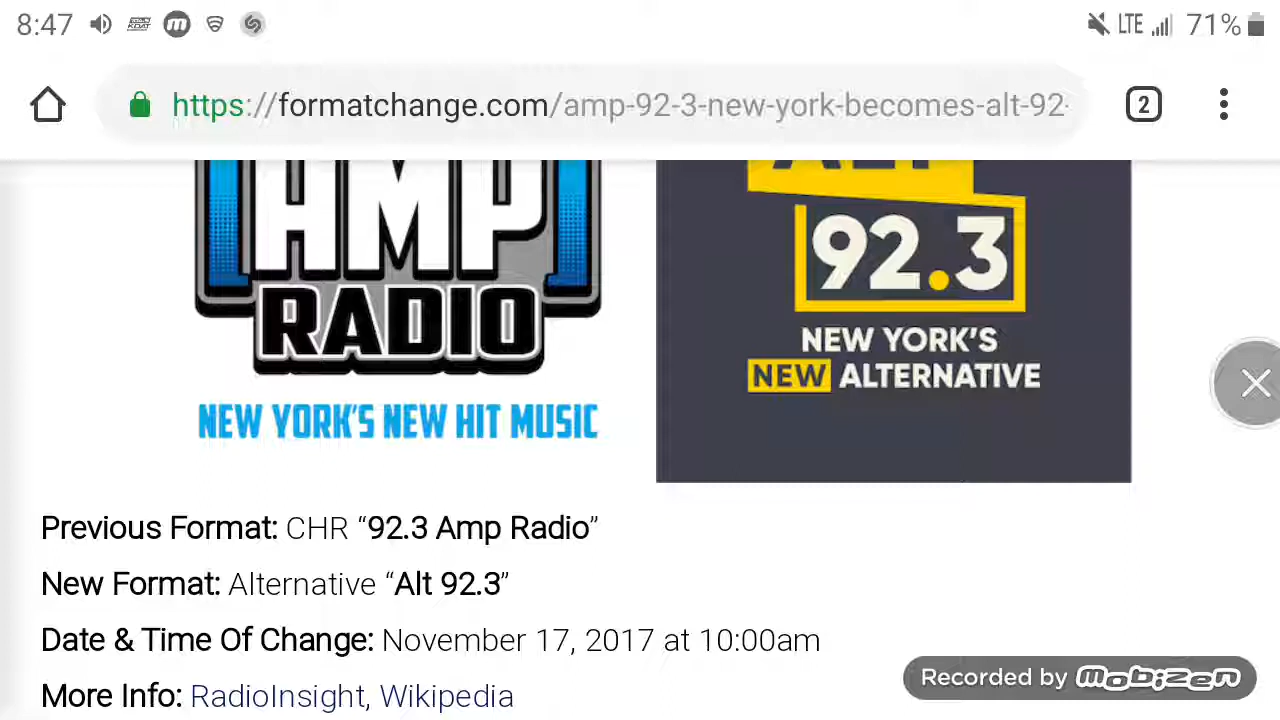 8:47 LTE 71%
https://formatchange.com/amp-92-3-new-york-becomes-alt-92- 2
AMP
RADIO
NEW YORK'S NEW HIT MUSIC
ALT
92.3
NEW YORK'S
NEW ALTERNATIVE
Previous Format: CHR “92.3 Amp Radio”
New Format: Alternative “Alt 92.3”
Date & Time Of Change: November 17, 2017 at 10:00am
More Info: RadioInsight, Wikipedia
Recorded by mobizen